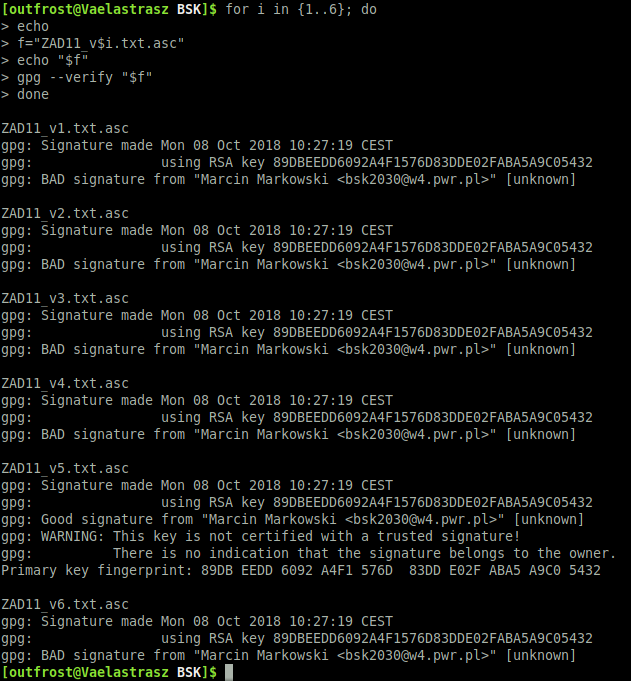 [outfrost@Vaelastrasz BSK]$ for i in {1..6}; do
> echo
> f="ZAD11_v$i.txt.asc"
> echo "$f"
> gpg --verify "$f"
> done

ZAD11_v1.txt.asc
gpg: Signature made Mon 08 Oct 2018 10:27:19 CEST
gpg:                using RSA key 89DBEEDD6092A4F1576D83DDE02FABA5A9C05432
gpg: BAD signature from "Marcin Markowski <bsk2030@w4.pwr.pl>" [unknown]

ZAD11_v2.txt.asc
gpg: Signature made Mon 08 Oct 2018 10:27:19 CEST
gpg:                using RSA key 89DBEEDD6092A4F1576D83DDE02FABA5A9C05432
gpg: BAD signature from "Marcin Markowski <bsk2030@w4.pwr.pl>" [unknown]

ZAD11_v3.txt.asc
gpg: Signature made Mon 08 Oct 2018 10:27:19 CEST
gpg:                using RSA key 89DBEEDD6092A4F1576D83DDE02FABA5A9C05432
gpg: BAD signature from "Marcin Markowski <bsk2030@w4.pwr.pl>" [unknown]

ZAD11_v4.txt.asc
gpg: Signature made Mon 08 Oct 2018 10:27:19 CEST
gpg:                using RSA key 89DBEEDD6092A4F1576D83DDE02FABA5A9C05432
gpg: BAD signature from "Marcin Markowski <bsk2030@w4.pwr.pl>" [unknown]

ZAD11_v5.txt.asc
gpg: Signature made Mon 08 Oct 2018 10:27:19 CEST
gpg:                using RSA key 89DBEEDD6092A4F1576D83DDE02FABA5A9C05432
gpg: Good signature from "Marcin Markowski <bsk2030@w4.pwr.pl>" [unknown]
gpg: WARNING: This key is not certified with a trusted signature!
gpg:          There is no indication that the signature belongs to the owner.
Primary key fingerprint: 89DB EEDD 6092 A4F1 576D  83DD E02F ABA5 A9C0 5432

ZAD11_v6.txt.asc
gpg: Signature made Mon 08 Oct 2018 10:27:19 CEST
gpg:                using RSA key 89DBEEDD6092A4F1576D83DDE02FABA5A9C05432
gpg: BAD signature from "Marcin Markowski <bsk2030@w4.pwr.pl>" [unknown]
[outfrost@Vaelastrasz BSK]$